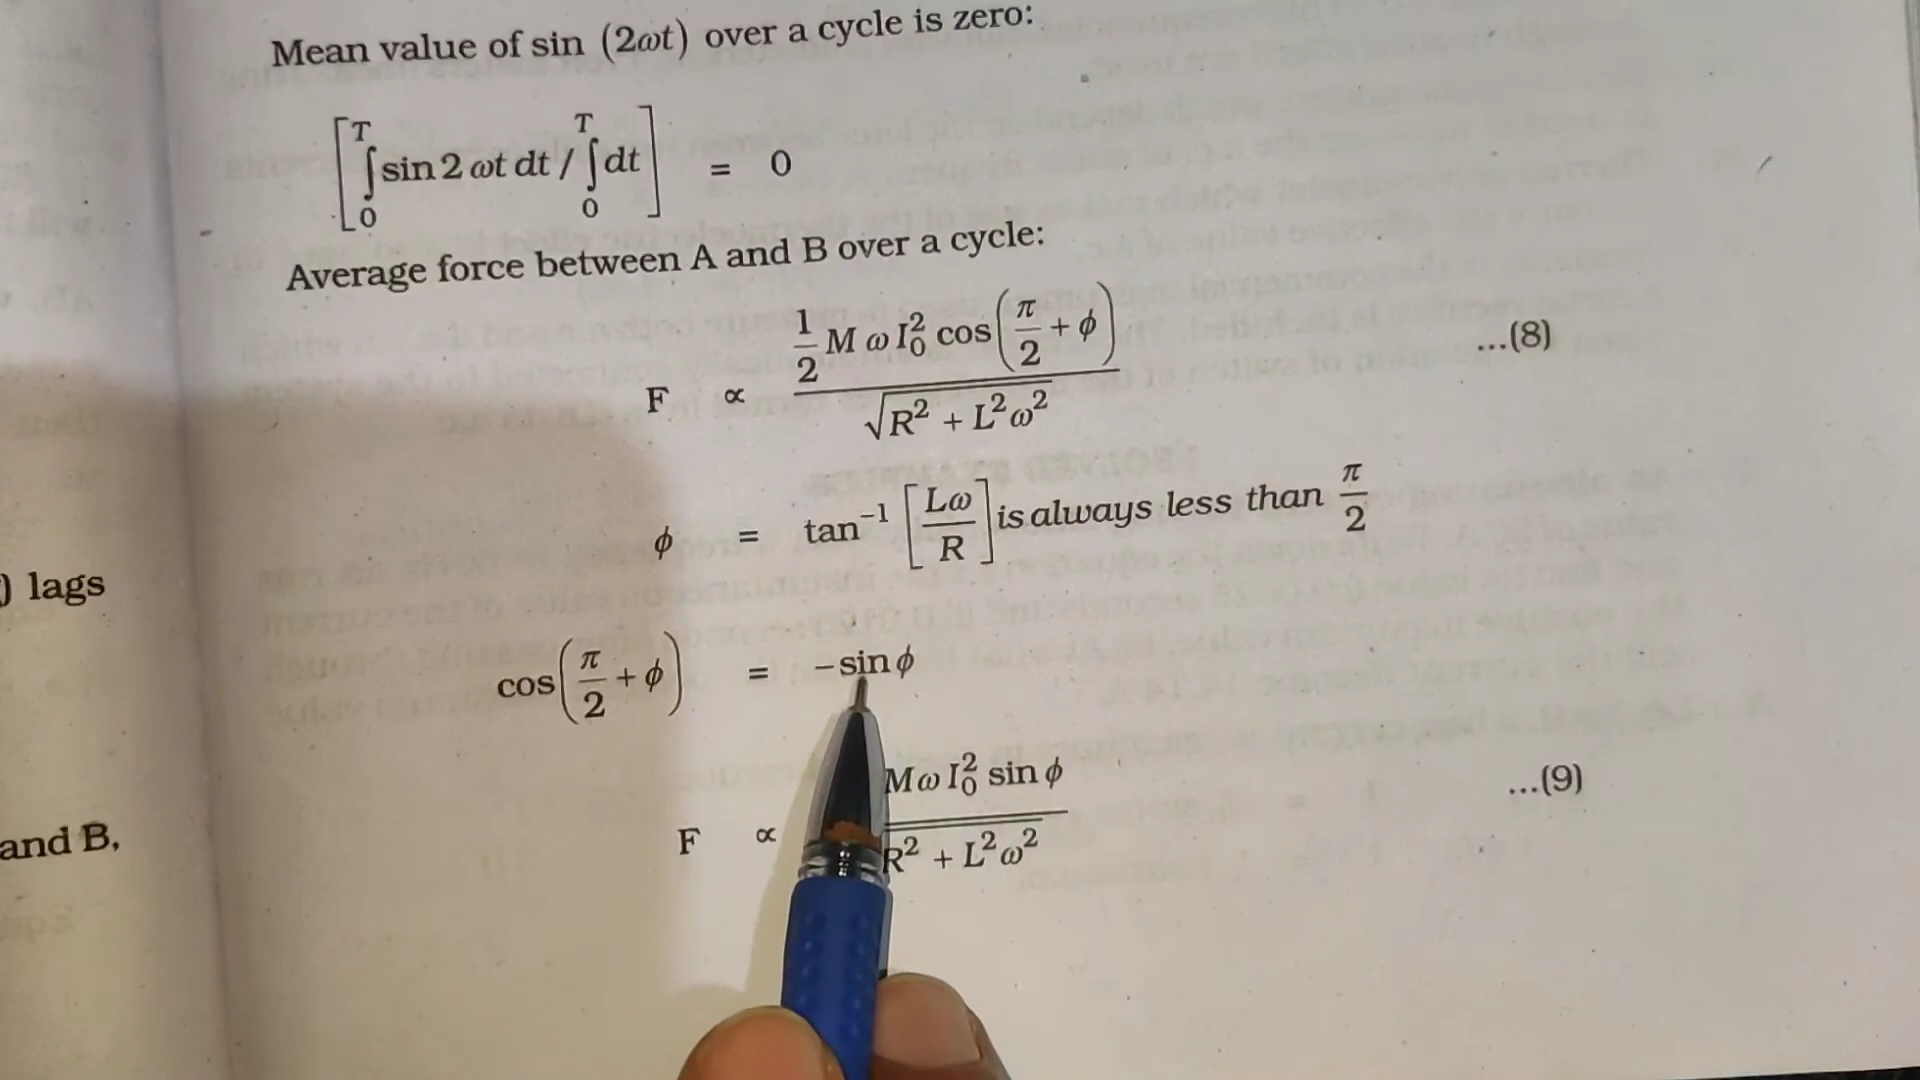 Mean value of sin (2ωt) over a cycle is zero:
[∫₀ᵀ sin 2 ωt dt / ∫₀ᵀ dt] = 0
Average force between A and B over a cycle:
F ∝ (1/2 M ω I₀² cos(π/2 + ϕ)) / √(R² + L²ω²) ...(8)
ϕ = tan⁻¹ [Lω/R] is always less than π/2
) lags
cos(π/2 + ϕ) = −sin ϕ
F ∝ Mω I₀² sin ϕ / R² + L²ω² ...(9)
and B,